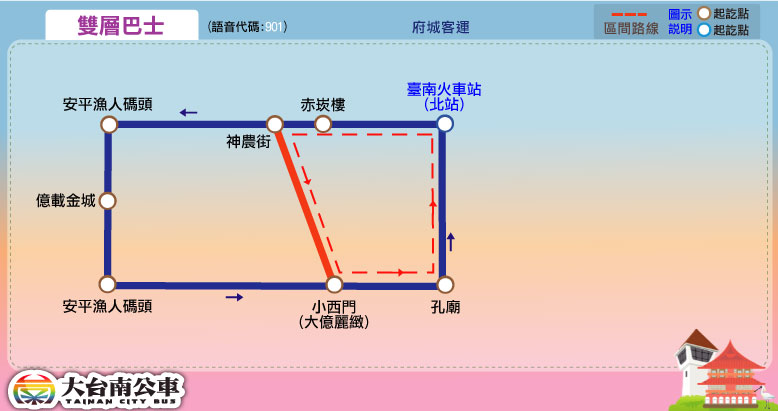 雙層巴士
(語音代碼:901)
府城客運
區間路線
圖示
說明
起訖點
起訖點
安平漁人碼頭
赤崁樓
臺南火車站
(北站)
神農街
億載金城
安平漁人碼頭
小西門
(大億麗緻)
孔廟
大台南公車
TAINAN CITY BUS